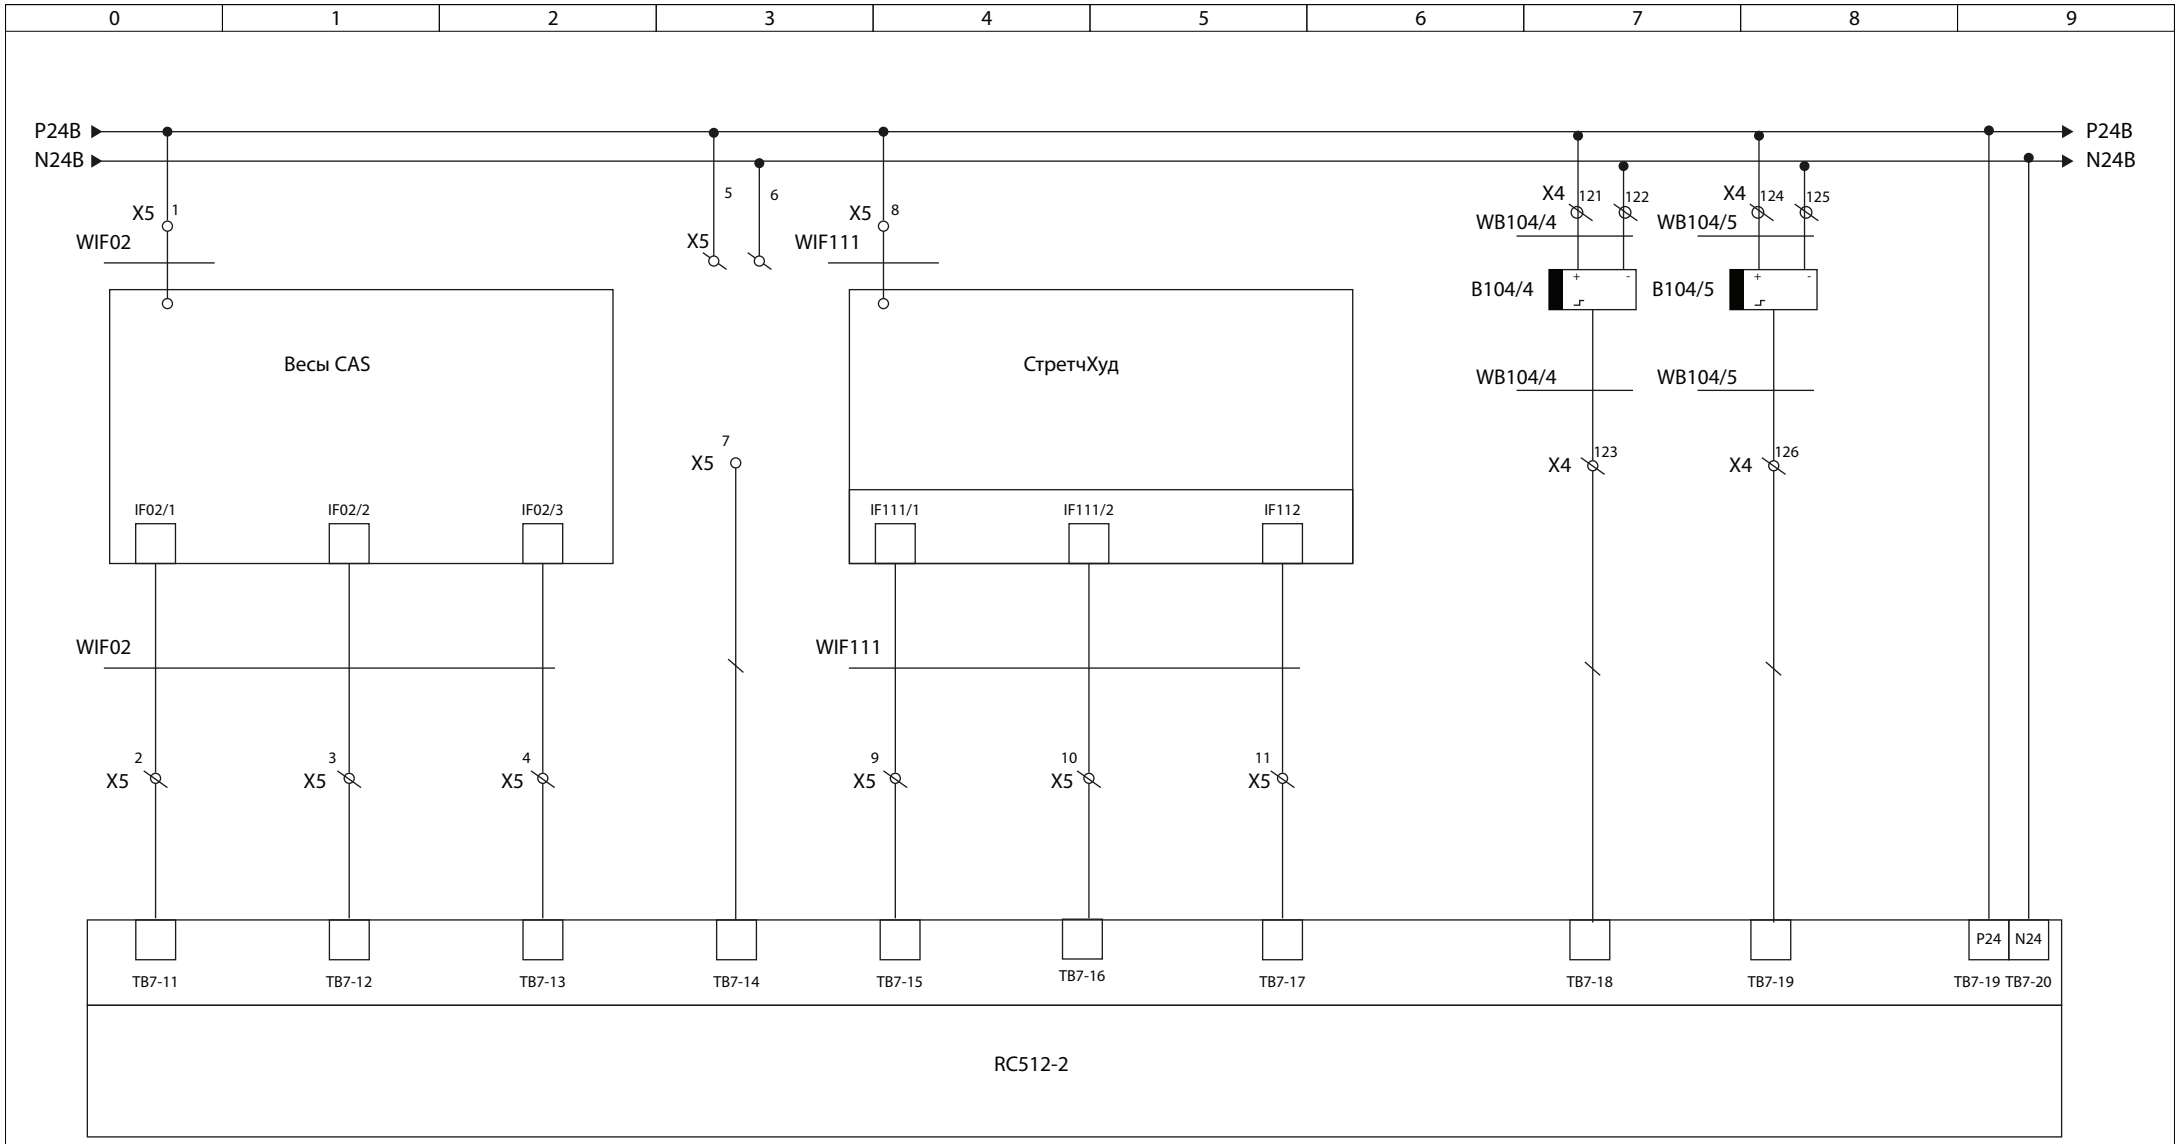 0 1 2 3 4 5 6 7 8 9
P24B P24B
N24B N24B
5 6 X4 121 122 X4 124 125
X5 1 X5 8 WB104/4 WB104/5
WIF02 X5 WIF111
B104/4 + - B104/5 + -
Весы CAS СтретчХуд
WB104/4 WB104/5
7
X5 X4 123 X4 126
IF02/1 IF02/2 IF02/3 IF111/1 IF111/2 IF112
WIF02 WIF111
2 3 4 9 10 11
X5 X5 X5 X5 X5 X5
P24 N24
TB7-11 TB7-12 TB7-13 TB7-14 TB7-15 TB7-16 TB7-17 TB7-18 TB7-19 TB7-19 TB7-20
RC512-2